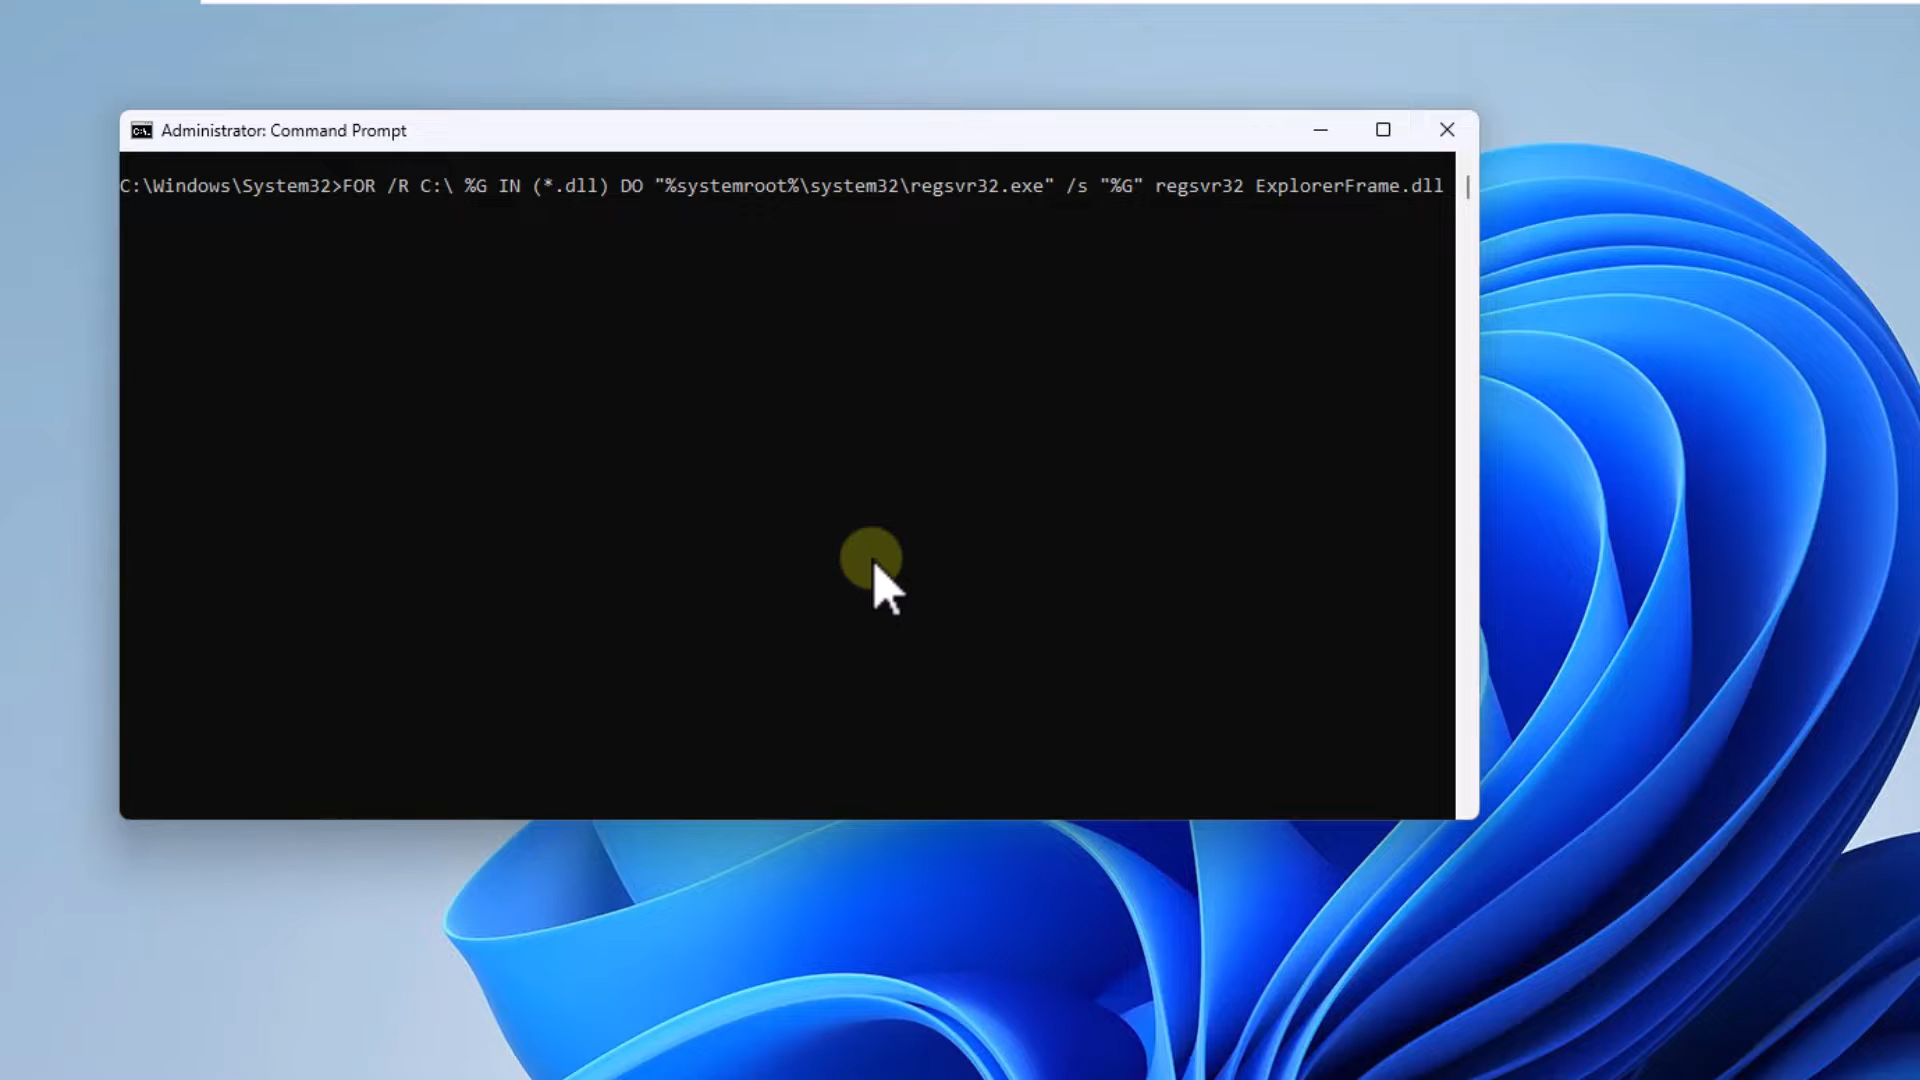 Administrator: Command Prompt
C:\Windows\System32>FOR /R C:\ %G IN (*.dll) DO "%systemroot%\system32\regsvr32.exe" /s "%G" regsvr32 ExplorerFrame.dll